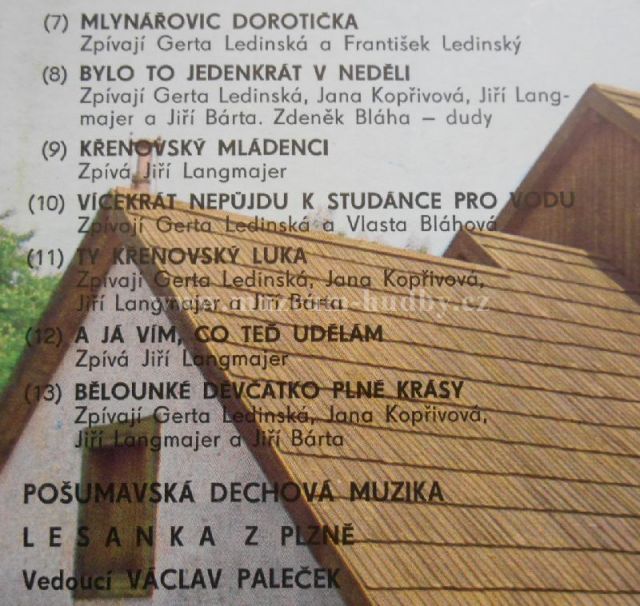 (7) MLYNÁŘOVIC DOROTIČKA
Zpívají Gerta Ledinská a František Ledinský
(8) BYLO TO JEDENKRÁT V NEDĚLI
Zpívají Gerta Ledinská, Jana Kopřivová, Jiří Lang-
majer a Jiří Bárta. Zdeněk Bláha – dudy
(9) KŘENOVSKÝ MLÁDENCI
Zpívá Jiří Langmajer
(10) VÍCEKRÁT NEPŮJDU K STUDÁNCE PRO VODU
Zpívají Gerta Ledinská a Vlasta Bláhová
(11) TY KŘENOVSKÝ LUKA
Zpívají Gerta Ledinská, Jana Kopřivová,
Jiří Langmajer a Jiří Bárta
(12) A JÁ VÍM, CO TEĎ UDĚLÁM
Zpívá Jiří Langmajer
(13) BĚLOUNKÉ DĚVČÁTKO PLNÉ KRÁSY
Zpívají Gerta Ledinská, Jana Kopřivová,
Jiří Langmajer a Jiří Bárta
POŠUMAVSKÁ DECHOVÁ MUZIKA
LESANKA Z PLZNĚ
Vedoucí VÁCLAV PALEČEK